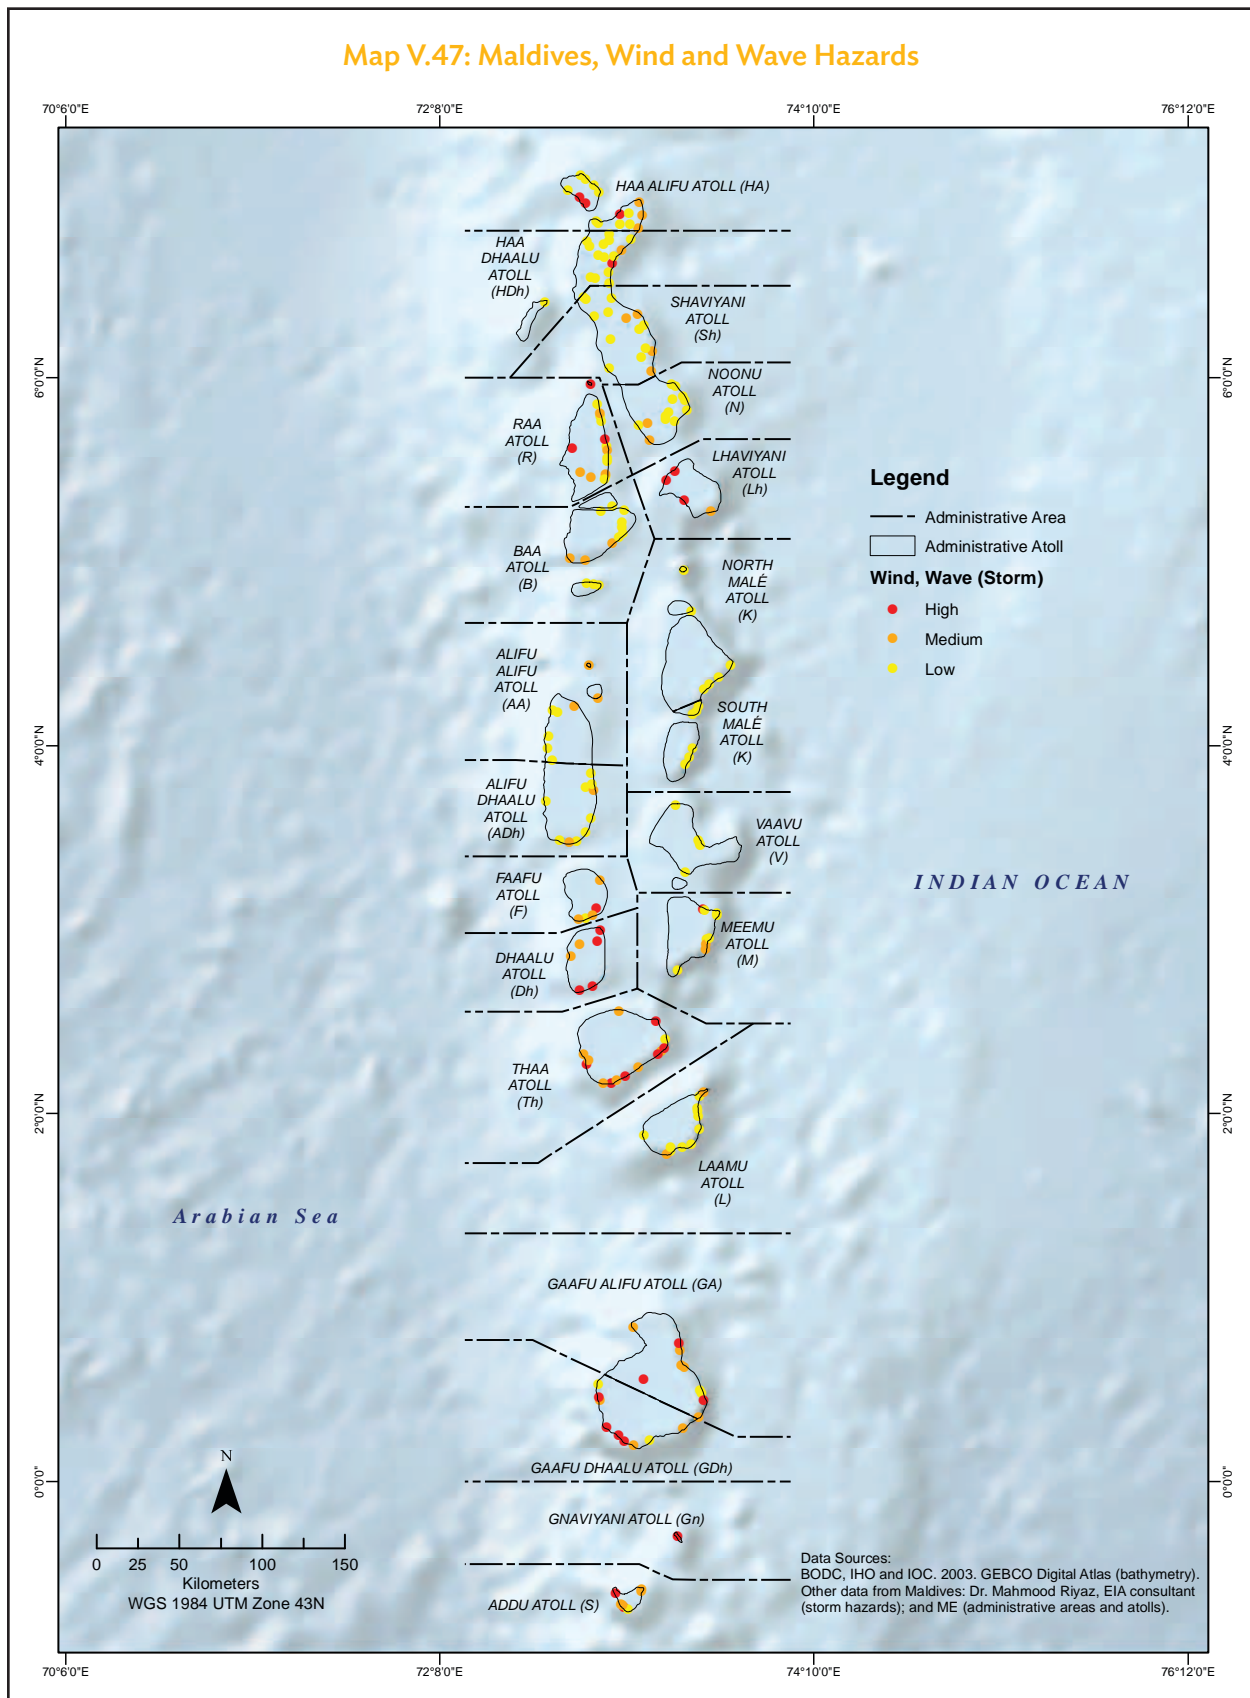 Map V.47: Maldives, Wind and Wave Hazards
70°6'0"E
72°8'0"E
74°10'0"E
76°12'0"E
HAA ALIFU ATOLL (HA)
HAA
DHAALU
ATOLL
(HDh)
SHAVIYANI
ATOLL
(Sh)
6°0'0"N
6°0'0"N
NOONU
ATOLL
(N)
RAA
ATOLL
(R)
LHAVIYANI
ATOLL
(Lh)
Legend
Administrative Area
Administrative Atoll
Wind, Wave (Storm)
High
Medium
Low
BAA
ATOLL
(B)
NORTH
MALÉ
ATOLL
(K)
ALIFU
ALIFU
ATOLL
(AA)
SOUTH
MALÉ
ATOLL
(K)
4°0'0"N
4°0'0"N
ALIFU
DHAALU
ATOLL
(ADh)
VAAVU
ATOLL
(V)
INDIAN OCEAN
FAAFU
ATOLL
(F)
MEEMU
ATOLL
(M)
DHAALU
ATOLL
(Dh)
THAA
ATOLL
(Th)
2°0'0"N
2°0'0"N
LAAMU
ATOLL
(L)
Arabian Sea
GAAFU ALIFU ATOLL (GA)
GAAFU DHAALU ATOLL (GDh)
0°0'0"
0°0'0"
N
GNAVIYANI ATOLL (Gn)
0 25 50 100 150
Kilometers
WGS 1984 UTM Zone 43N
ADDU ATOLL (S)
Data Sources:
BODC, IHO and IOC. 2003. GEBCO Digital Atlas (bathymetry).
Other data from Maldives: Dr. Mahmood Riyaz, EIA consultant
(storm hazards); and ME (administrative areas and atolls).
70°6'0"E
72°8'0"E
74°10'0"E
76°12'0"E